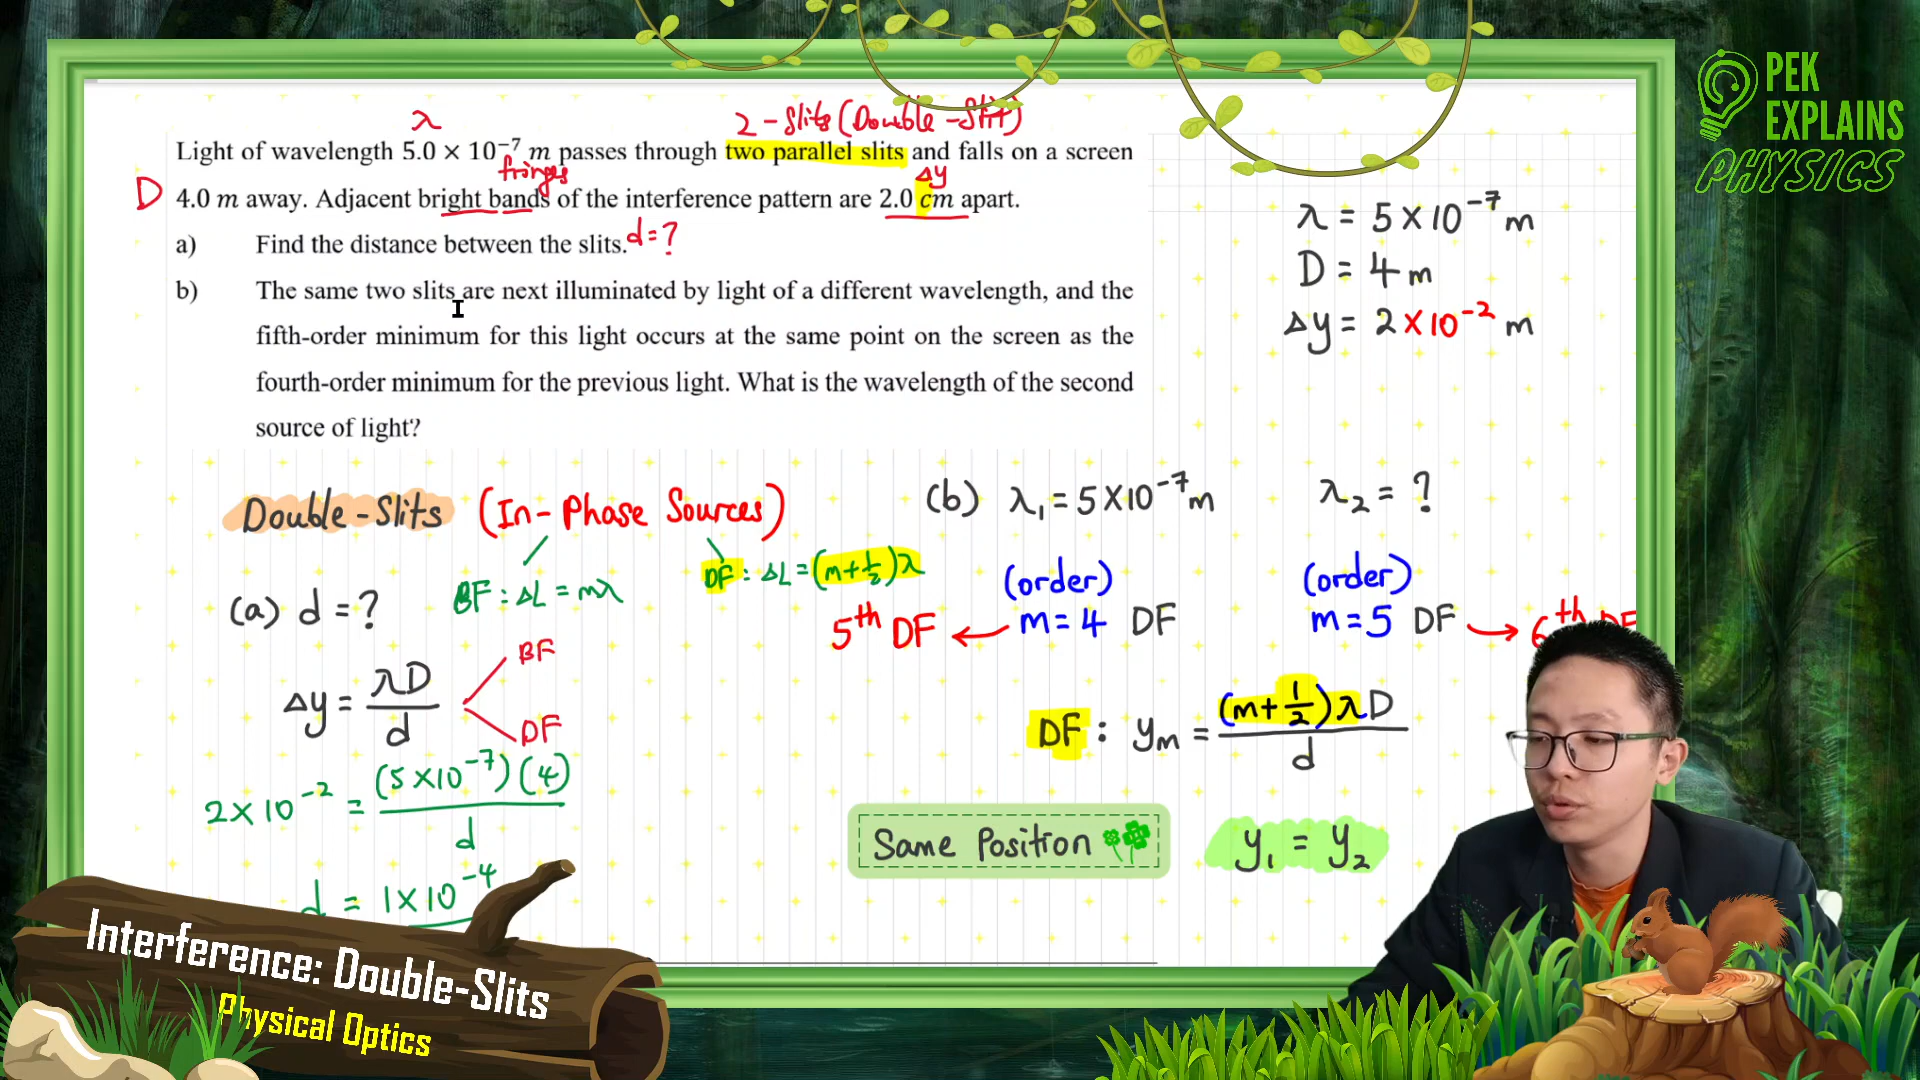 PEK
EXPLAINS
PHYSICS
λ
2 - Slits (Double - Slit)
Light of wavelength 5.0 × 10⁻⁷ m passes through two parallel slits and falls on a screen
fringes
Δy
D
4.0 m away. Adjacent bright bands of the interference pattern are 2.0 cm apart.
a) Find the distance between the slits. d = ?
b) The same two slits are next illuminated by light of a different wavelength, and the
fifth-order minimum for this light occurs at the same point on the screen as the
fourth-order minimum for the previous light. What is the wavelength of the second
source of light?
λ = 5 × 10⁻⁷ m
D = 4 m
Δy = 2 × 10⁻² m
Double - Slits (In - Phase Sources)
BF : ΔL = mλ
DF : ΔL = (m + 1/2) λ
(a) d = ?
Δy = λD / d
BF
DF
2 × 10⁻² = (5 × 10⁻⁷) (4) / d
d = 1 × 10⁻⁴
(b) λ₁ = 5 × 10⁻⁷ m
λ₂ = ?
(order)
(order)
5th DF ← m = 4 DF
m = 5 DF → 6th DF
DF : yₘ = (m + 1/2) λ D / d
Same Position
y₁ = y₂
Interference: Double-Slits
Physical Optics